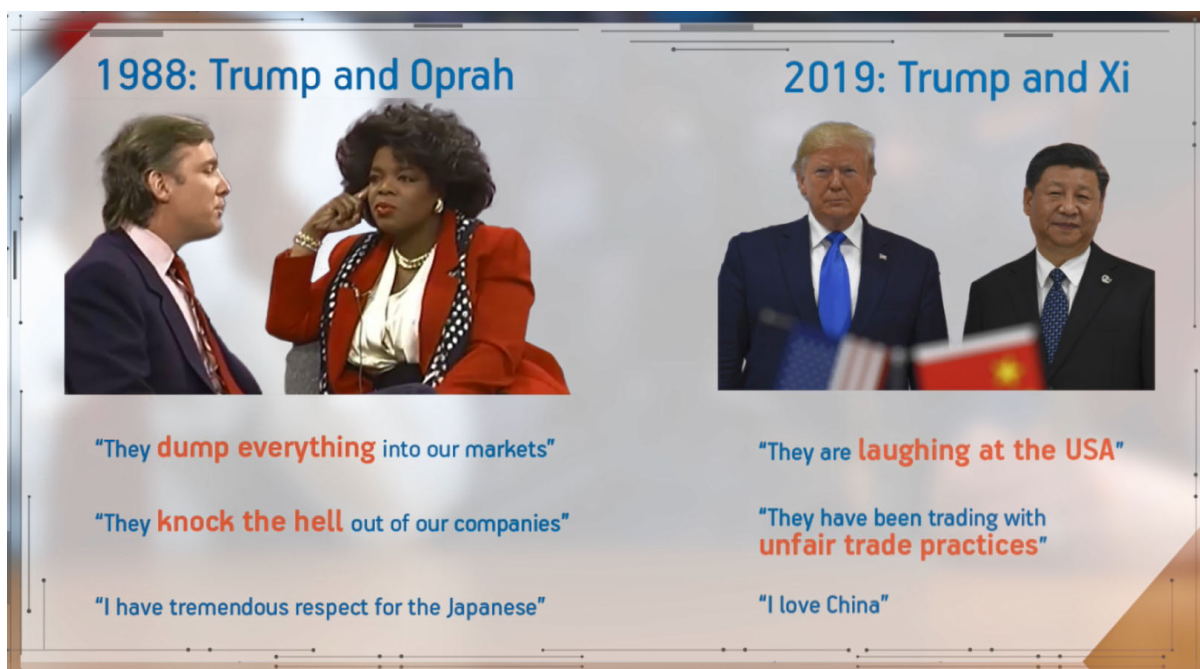 1988: Trump and Oprah
“They dump everything into our markets”
“They knock the hell out of our companies”
“I have tremendous respect for the Japanese”
2019: Trump and Xi
“They are laughing at the USA”
“They have been trading with
unfair trade practices”
“I love China”